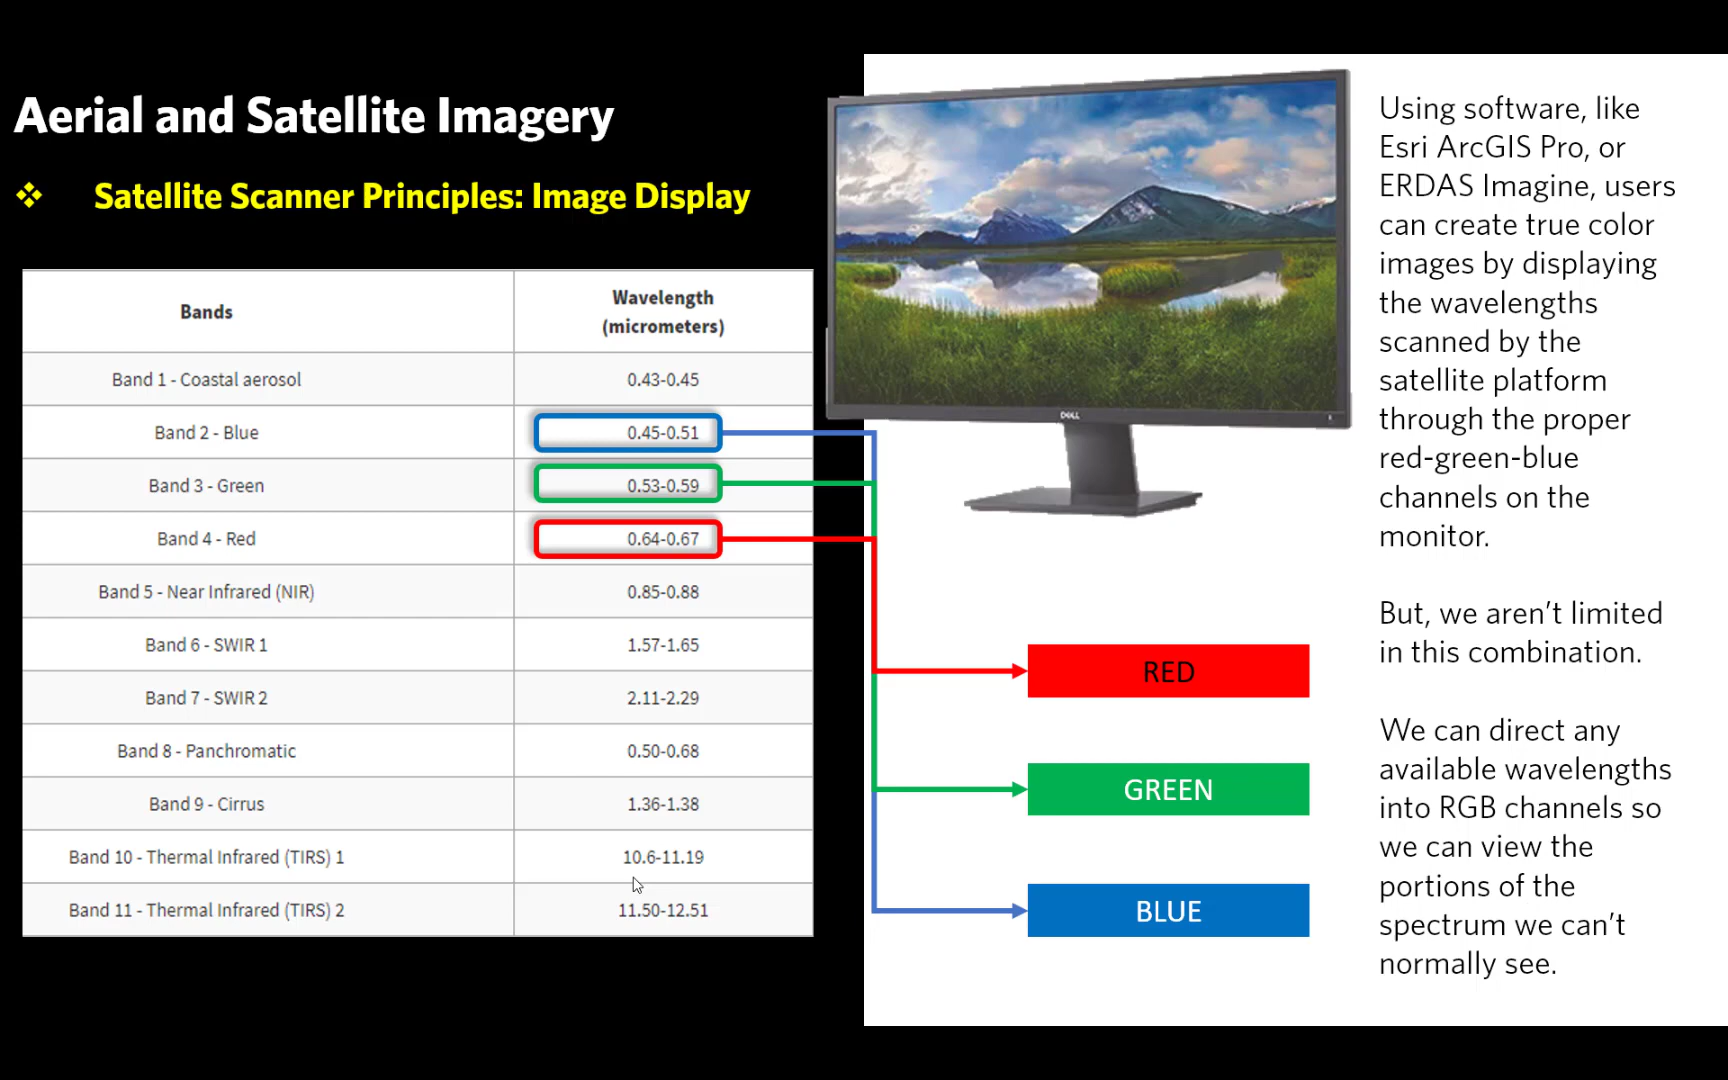 Aerial and Satellite Imagery
❖ Satellite Scanner Principles: Image Display
Bands Wavelength (micrometers)
Band 1 - Coastal aerosol 0.43-0.45
Band 2 - Blue 0.45-0.51
Band 3 - Green 0.53-0.59
Band 4 - Red 0.64-0.67
Band 5 - Near Infrared (NIR) 0.85-0.88
Band 6 - SWIR 1 1.57-1.65
Band 7 - SWIR 2 2.11-2.29
Band 8 - Panchromatic 0.50-0.68
Band 9 - Cirrus 1.36-1.38
Band 10 - Thermal Infrared (TIRS) 1 10.6-11.19
Band 11 - Thermal Infrared (TIRS) 2 11.50-12.51
DELL
RED
GREEN
BLUE
Using software, like
Esri ArcGIS Pro, or
ERDAS Imagine, users
can create true color
images by displaying
the wavelengths
scanned by the
satellite platform
through the proper
red-green-blue
channels on the
monitor.
But, we aren't limited
in this combination.
We can direct any
available wavelengths
into RGB channels so
we can view the
portions of the
spectrum we can't
normally see.